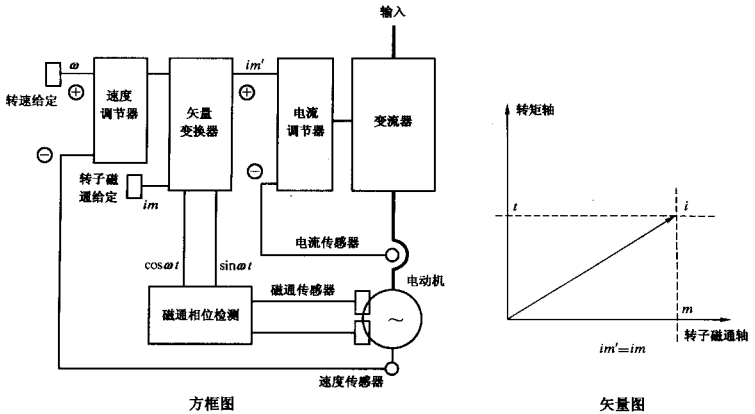 输入
ω
im′
转速给定
⊕
速度
调节器
矢量
变换器
⊕
电流
调节器
变流器
⊖
转子磁
通给定
im
⊖
电流传感器
cosωt
sinωt
磁通传感器
电动机
磁通相位检测
~
速度传感器
方框图
转矩轴
t
i
m
转子磁通轴
im′=im
矢量图